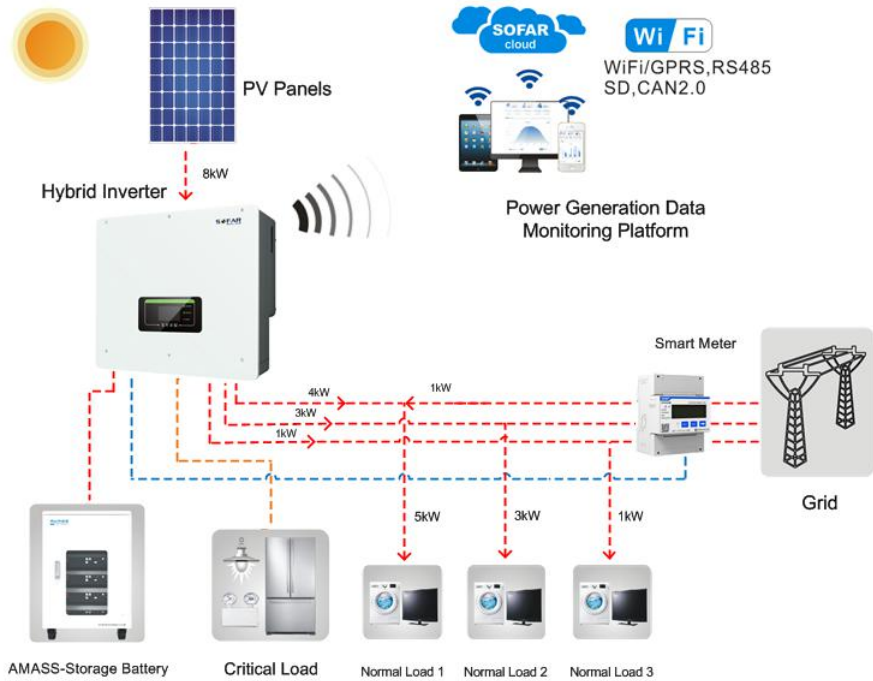 SOFAR
cloud
Wi Fi
WiFi/GPRS,RS485
SD,CAN2.0
PV Panels
8kW
Hybrid Inverter
SOFAR
Power Generation Data
Monitoring Platform
Smart Meter
4kW
1kW
3kW
1kW
Grid
5kW
3kW
1kW
AMASS-Storage Battery
Critical Load
Normal Load 1
Normal Load 2
Normal Load 3